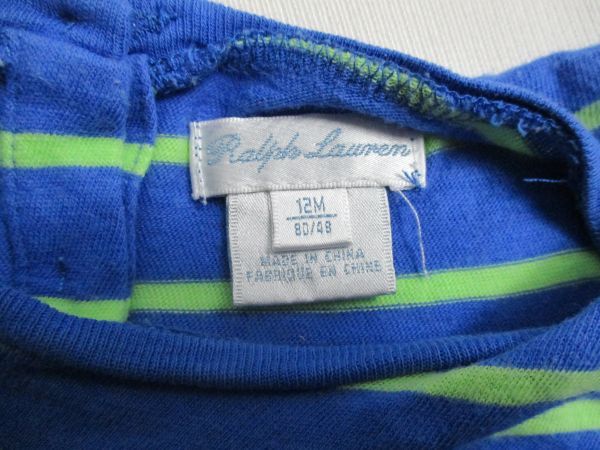 Ralph Lauren
12M
80/48
MADE IN CHINA
FABRIQUÉ EN CHINE